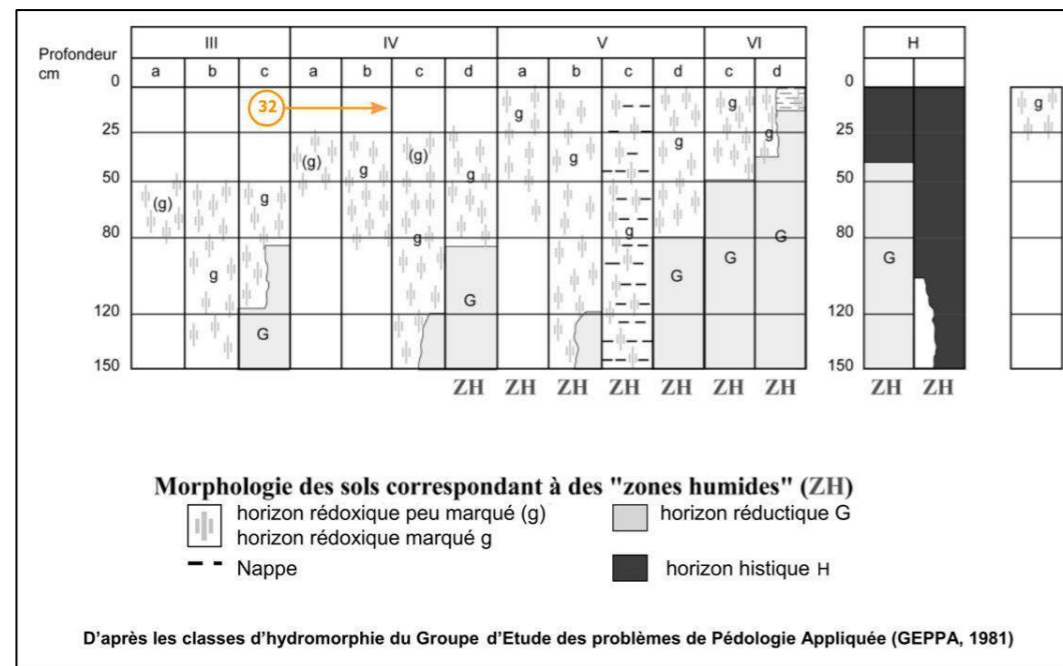 III IV V VI H
Profondeur
cm
a b c a b c d a b c d c d
0 0
32
g g g g
25 25
(g) g (g) g g g
50 50
(g) g g
80 80
g g g G G G G G
120 120
G
150 150
ZH ZH ZH ZH ZH ZH ZH ZH ZH
Morphologie des sols correspondant à des "zones humides" (ZH)
horizon rédoxique peu marqué (g) horizon réductique G
horizon rédoxique marqué g
Nappe horizon histique H
D'après les classes d'hydromorphie du Groupe d'Etude des problèmes de Pédologie Appliquée (GEPPA, 1981)